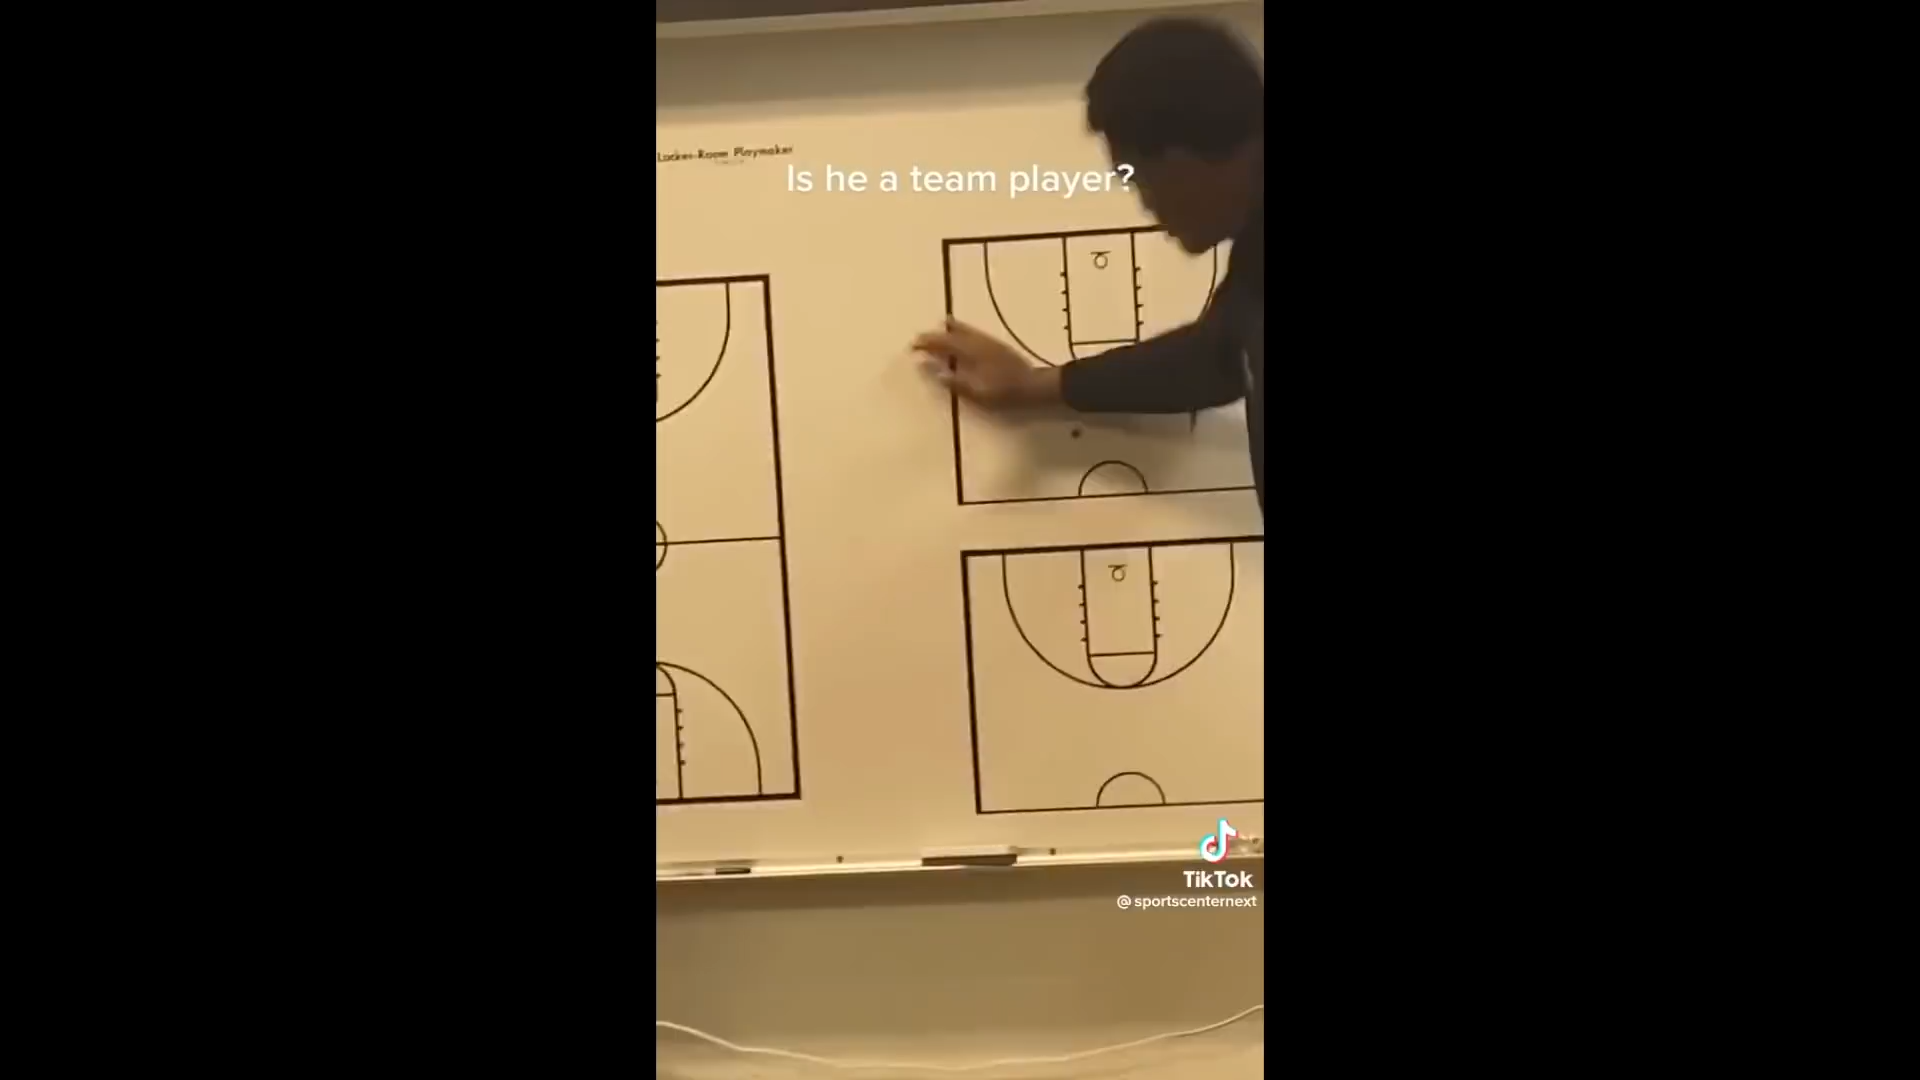 Locker-Room Playmaker
Is he a team player?
TikTok
@sportscenternext